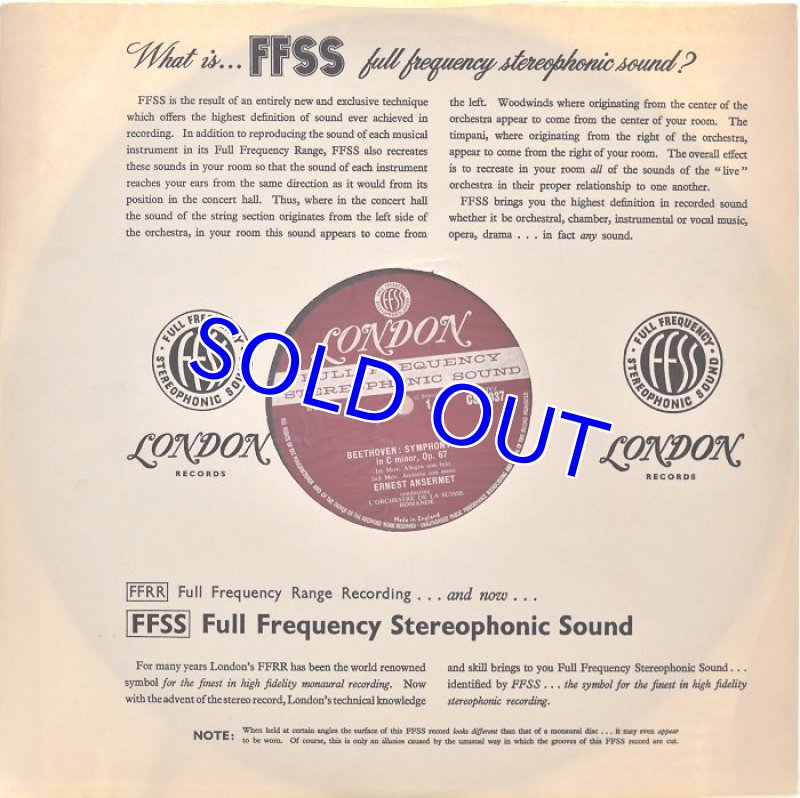 What is... FFSS full frequency stereophonic sound?
FFSS is the result of an entirely new and exclusive technique
which offers the highest definition of sound ever achieved in
recording. In addition to reproducing the sound of each musical
instrument in its Full Frequency Range, FFSS also recreates
these sounds in your room so that the sound of each instrument
reaches your ears from the same direction as it would from its
position in the concert hall. Thus, where in the concert hall
the sound of the string section originates from the left side of
the orchestra, in your room this sound appears to come from
the left. Woodwinds where originating from the center of the
orchestra appear to come from the center of your room. The
timpani, where originating from the right of the orchestra,
appear to come from the right of your room. The overall effect
is to recreate in your room all of the sounds of the "live"
orchestra in their proper relationship to one another.
FFSS brings you the highest definition in recorded sound
whether it be orchestral, chamber, instrumental or vocal music,
opera, drama . . . in fact any sound.
FULL FREQUENCY
FFSS
STEREOPHONIC SOUND
LONDON
RECORDS
FFSS
LONDON
FULL FREQUENCY
STEREOPHONIC SOUND
BEETHOVEN: SYMPHONY
in C minor, Op. 67
1st Mov. Allegro con brio
2nd Mov. Andante con moto
ERNEST ANSERMET
conducting
L'ORCHESTRE DE LA SUISSE
ROMANDE
Made in England
SOLD OUT
FULL FREQUENCY
FFSS
STEREOPHONIC SOUND
LONDON
RECORDS
FFRR Full Frequency Range Recording . . . and now . . .
FFSS Full Frequency Stereophonic Sound
For many years London's FFRR has been the world renowned
symbol for the finest in high fidelity monaural recording. Now
with the advent of the stereo record, London's technical knowledge
and skill brings to you Full Frequency Stereophonic Sound . . .
identified by FFSS . . . the symbol for the finest in high fidelity
stereophonic recording.
NOTE: When held at certain angles the surface of this FFSS record looks different than that of a monaural disc . . . it may even appear
to be worn. Of course, this is only an illusion caused by the unusual way in which the grooves of this FFSS record are cut.